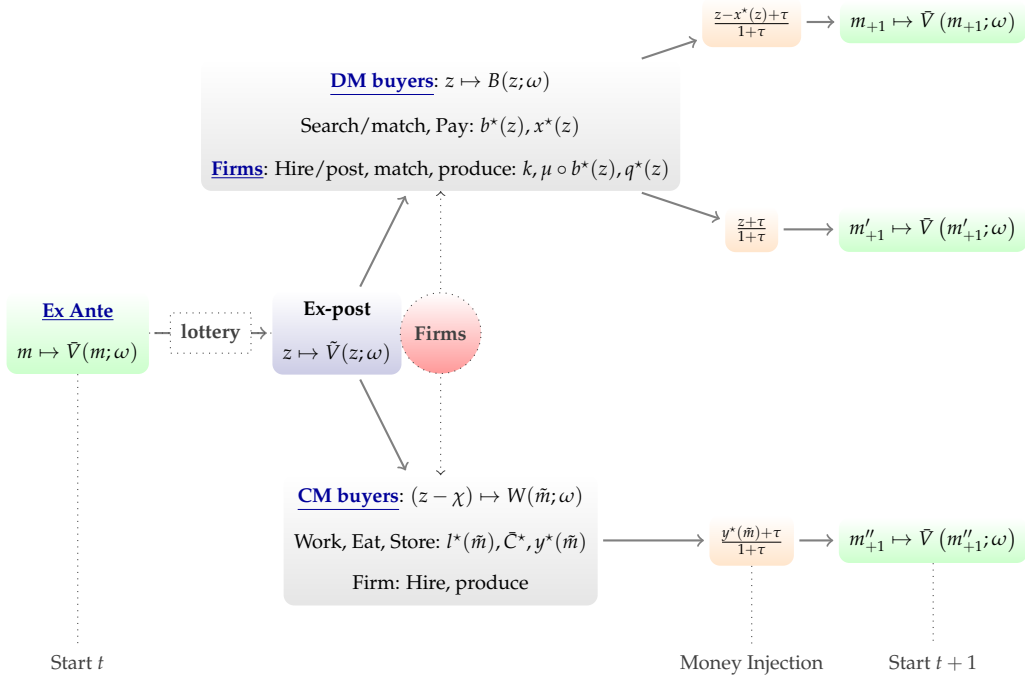 (z−x⋆(z)+τ)/(1+τ)
m₊₁ ↦ V̄ (m₊₁; ω)
DM buyers: z ↦ B(z; ω)
Search/match, Pay: b⋆(z), x⋆(z)
Firms: Hire/post, match, produce: k, μ ∘ b⋆(z), q⋆(z)
(z+τ)/(1+τ)
m′₊₁ ↦ V̄ (m′₊₁; ω)
Ex Ante
m ↦ V̄(m; ω)
lottery
Ex-post
z ↦ Ṽ(z; ω)
Firms
CM buyers: (z − χ) ↦ W(m̃; ω)
Work, Eat, Store: l⋆(m̃), C̄⋆, y⋆(m̃)
Firm: Hire, produce
(y⋆(m̃)+τ)/(1+τ)
m″₊₁ ↦ V̄ (m″₊₁; ω)
Start t
Money Injection
Start t + 1